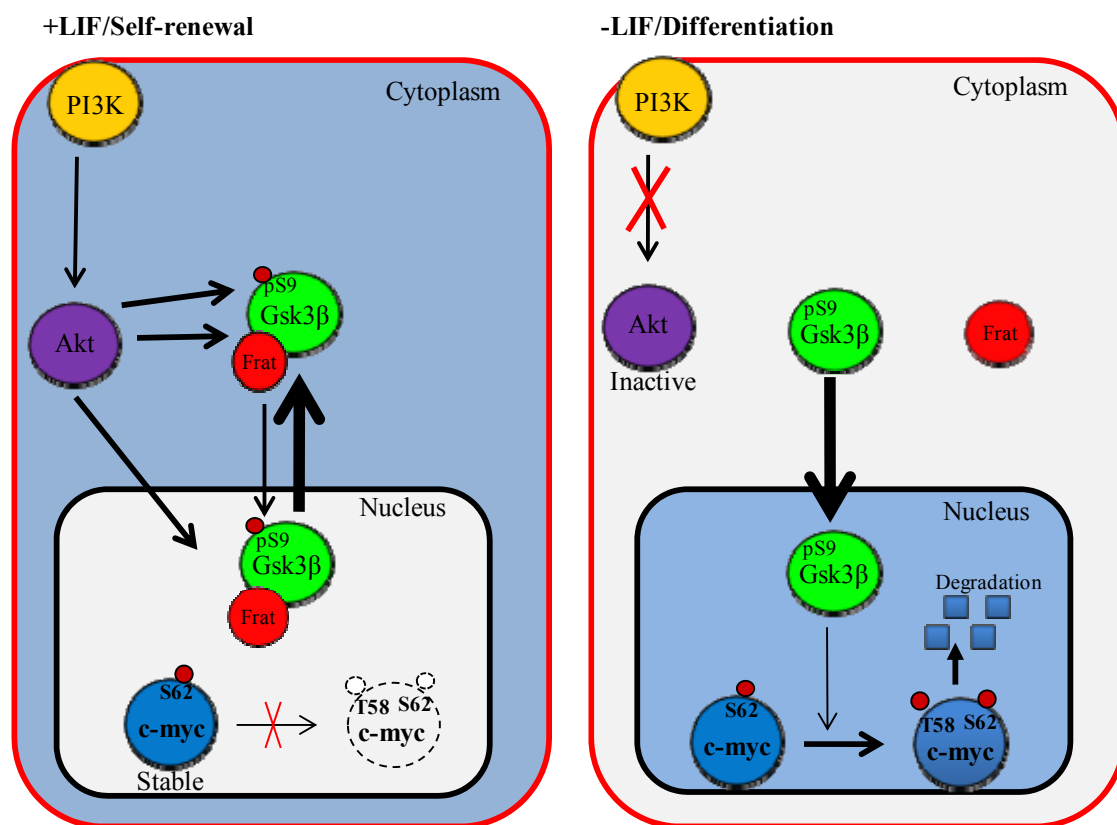 +LIF/Self-renewal
Cytoplasm
PI3K
Akt
pS9
Gsk3β
Frat
Nucleus
pS9
Gsk3β
Frat
S62
c-myc
Stable
T58 S62
c-myc
-LIF/Differentiation
Cytoplasm
PI3K
Akt
Inactive
pS9
Gsk3β
Frat
Nucleus
pS9
Gsk3β
Degradation
S62
c-myc
T58 S62
c-myc